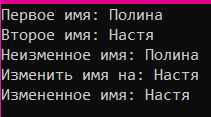 Первое имя: Полина
Второе имя: Настя
Неизменное имя: Полина
Изменить имя на: Настя
Измененное имя: Настя